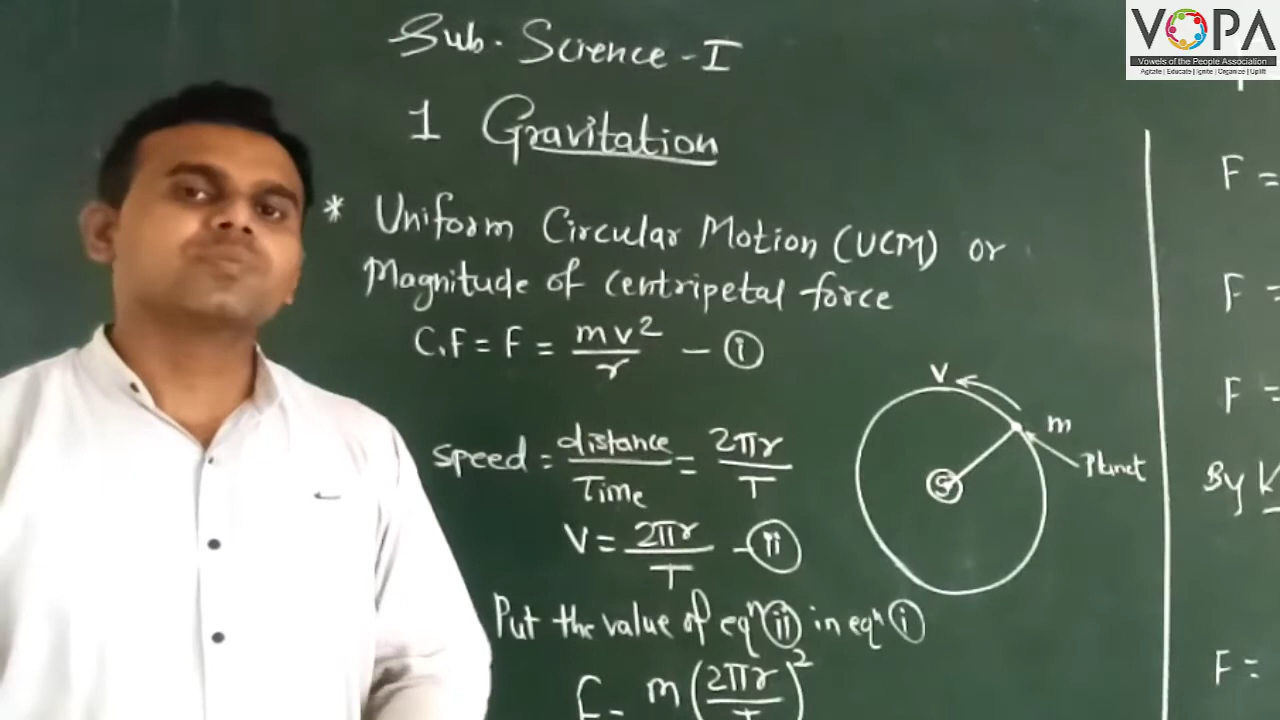 Sub. Science - I
1 Gravitation
* Uniform Circular Motion (UCM) or
Magnitude of centripetal force
C.F = F = mv²/r - (i)
speed = distance/Time = 2πr/T
V = 2πr/T - (ii)
Put the value of eqⁿ (ii) in eqⁿ (i)
F = m(2πr/T)²
V
m
Planet
S
F =
F =
F =
By K
F =
VOPA
Vowels of the People Association
Agitate | Educate | Ignite | Organize | Uplift